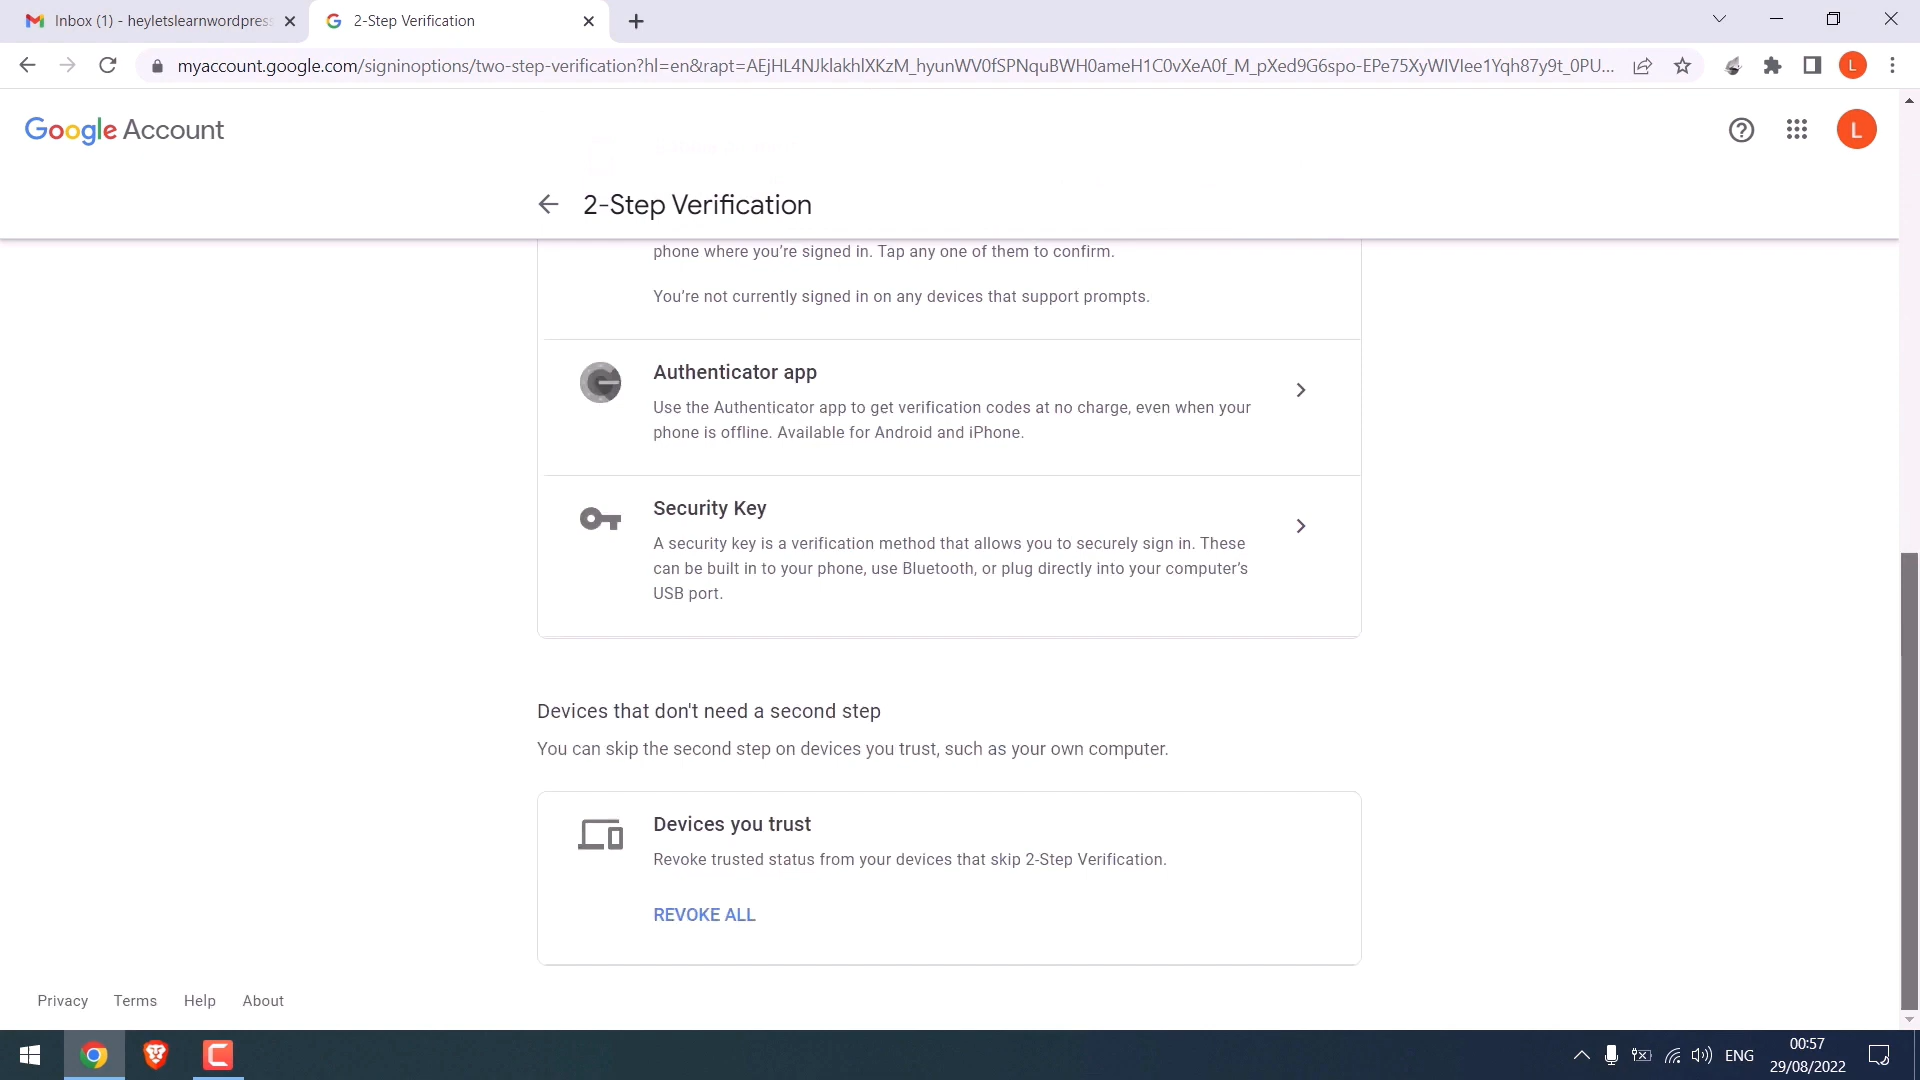 Inbox (1) - heyletslearnwordpress
2-Step Verification
myaccount.google.com/signinoptions/two-step-verification?hl=en&rapt=AEjHL4NJklakhlXKzM_hyunWV0fSPNquBWH0ameH1C0vXeA0f_M_pXed9G6spo-EPe75XyWIVIee1Yqh87y9t_0PU...
L
Google Account
L
2-Step Verification
phone where you’re signed in. Tap any one of them to confirm.
You’re not currently signed in on any devices that support prompts.
Authenticator app
Use the Authenticator app to get verification codes at no charge, even when your
phone is offline. Available for Android and iPhone.
Security Key
A security key is a verification method that allows you to securely sign in. These
can be built in to your phone, use Bluetooth, or plug directly into your computer’s
USB port.
Devices that don't need a second step
You can skip the second step on devices you trust, such as your own computer.
Devices you trust
Revoke trusted status from your devices that skip 2-Step Verification.
REVOKE ALL
Privacy Terms Help About
ENG
00:57
29/08/2022